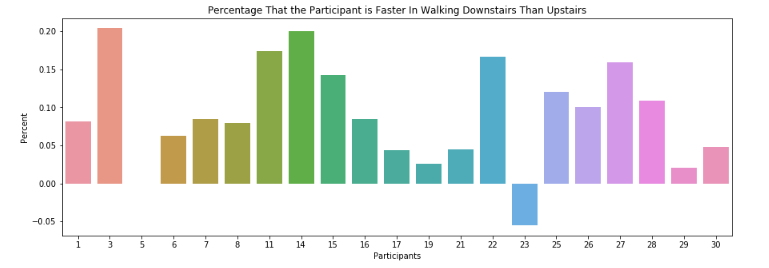 Percentage That the Participant is Faster In Walking Downstairs Than Upstairs
0.20
0.15
0.10
0.05
0.00
−0.05
Percent
1 3 5 6 7 8 11 14 15 16 17 19 21 22 23 25 26 27 28 29 30
Participants